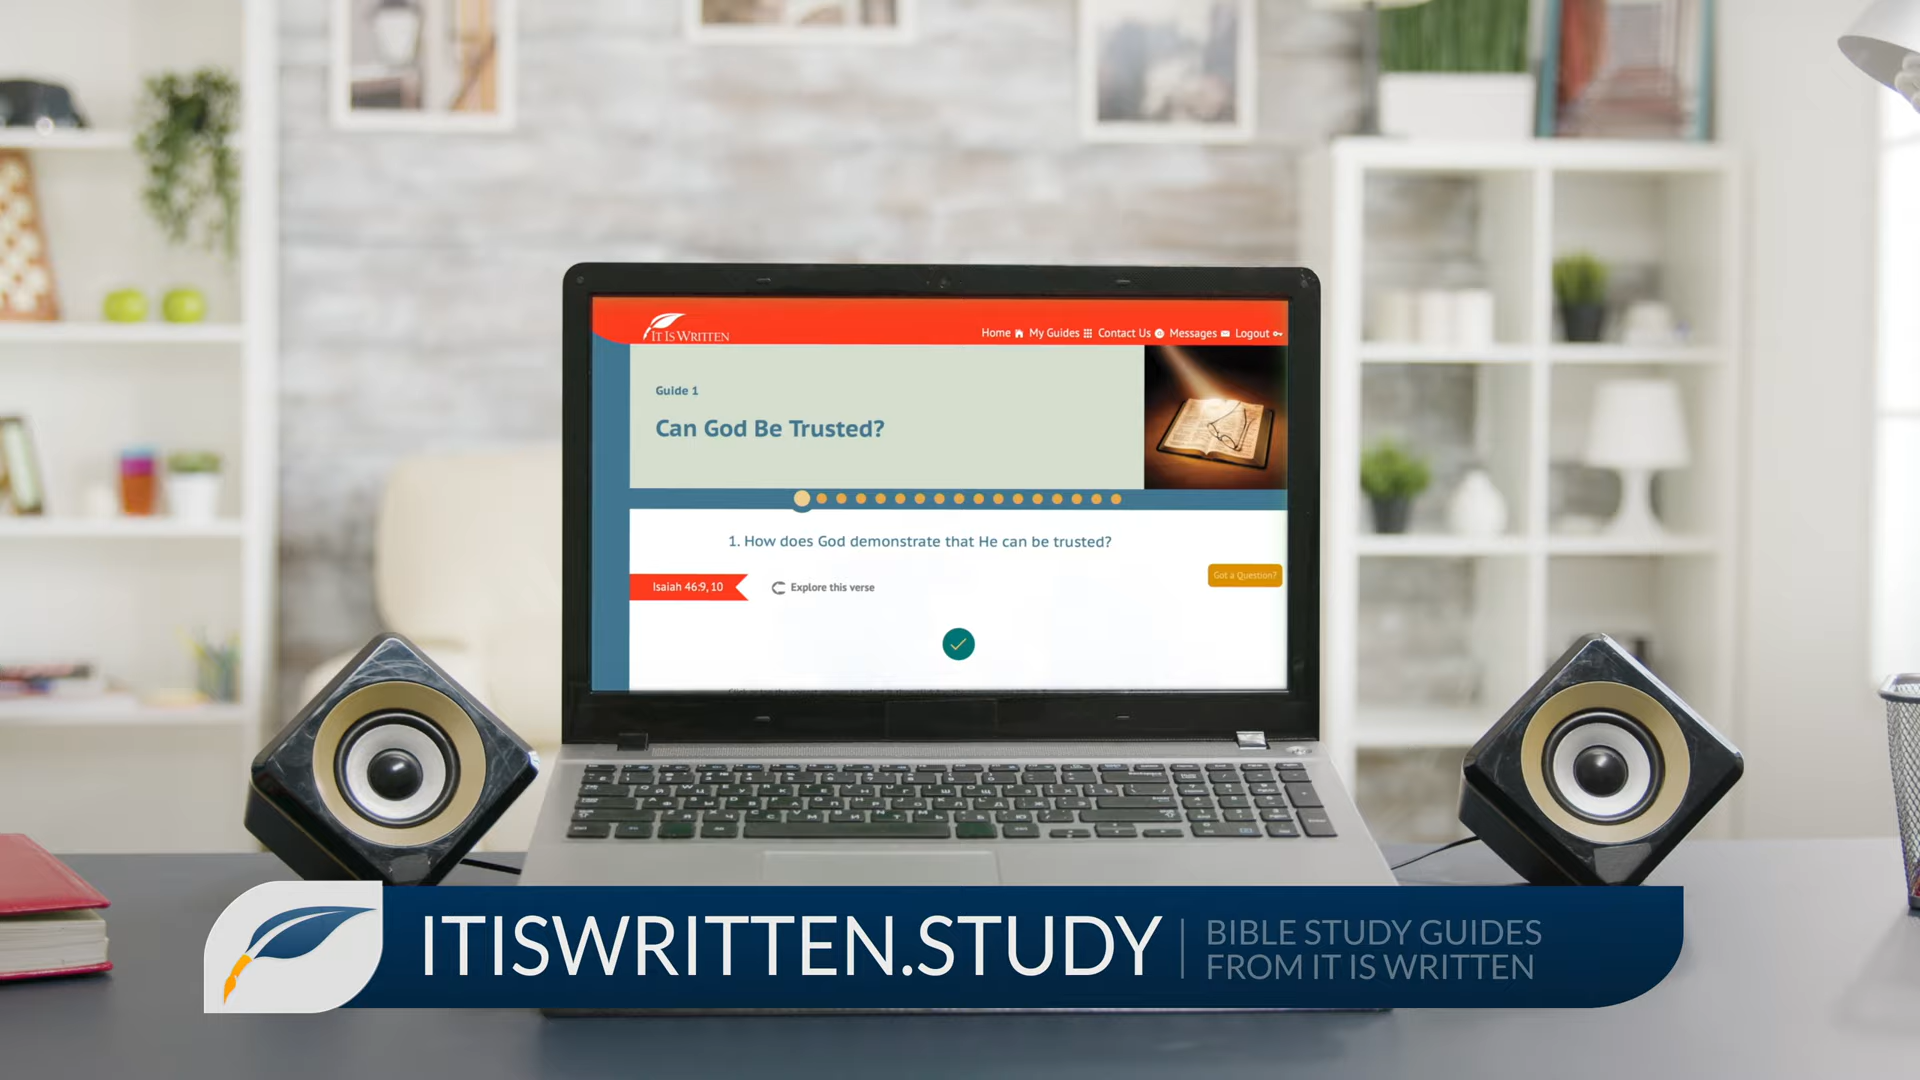 IT IS WRITTEN
Home My Guides Contact Us Messages Logout
Guide 1
Can God Be Trusted?
1. How does God demonstrate that He can be trusted?
Isaiah 46:9, 10
Explore this verse
Got a Question?
ITISWRITTEN.STUDY
BIBLE STUDY GUIDES
FROM IT IS WRITTEN